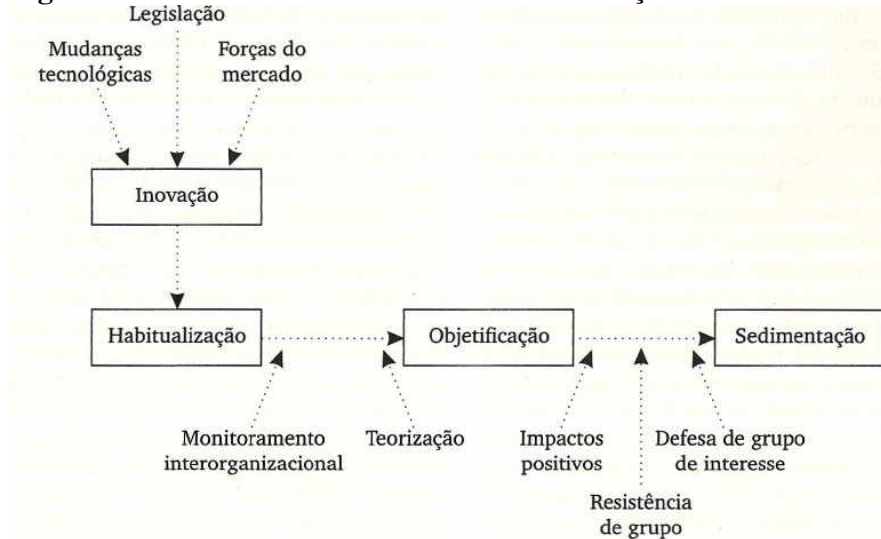 Legislação
Mudanças
tecnológicas
Forças do
mercado
Inovação
Habitualização
Objetificação
Sedimentação
Monitoramento
interorganizacional
Teorização
Impactos
positivos
Defesa de grupo
de interesse
Resistência
de grupo